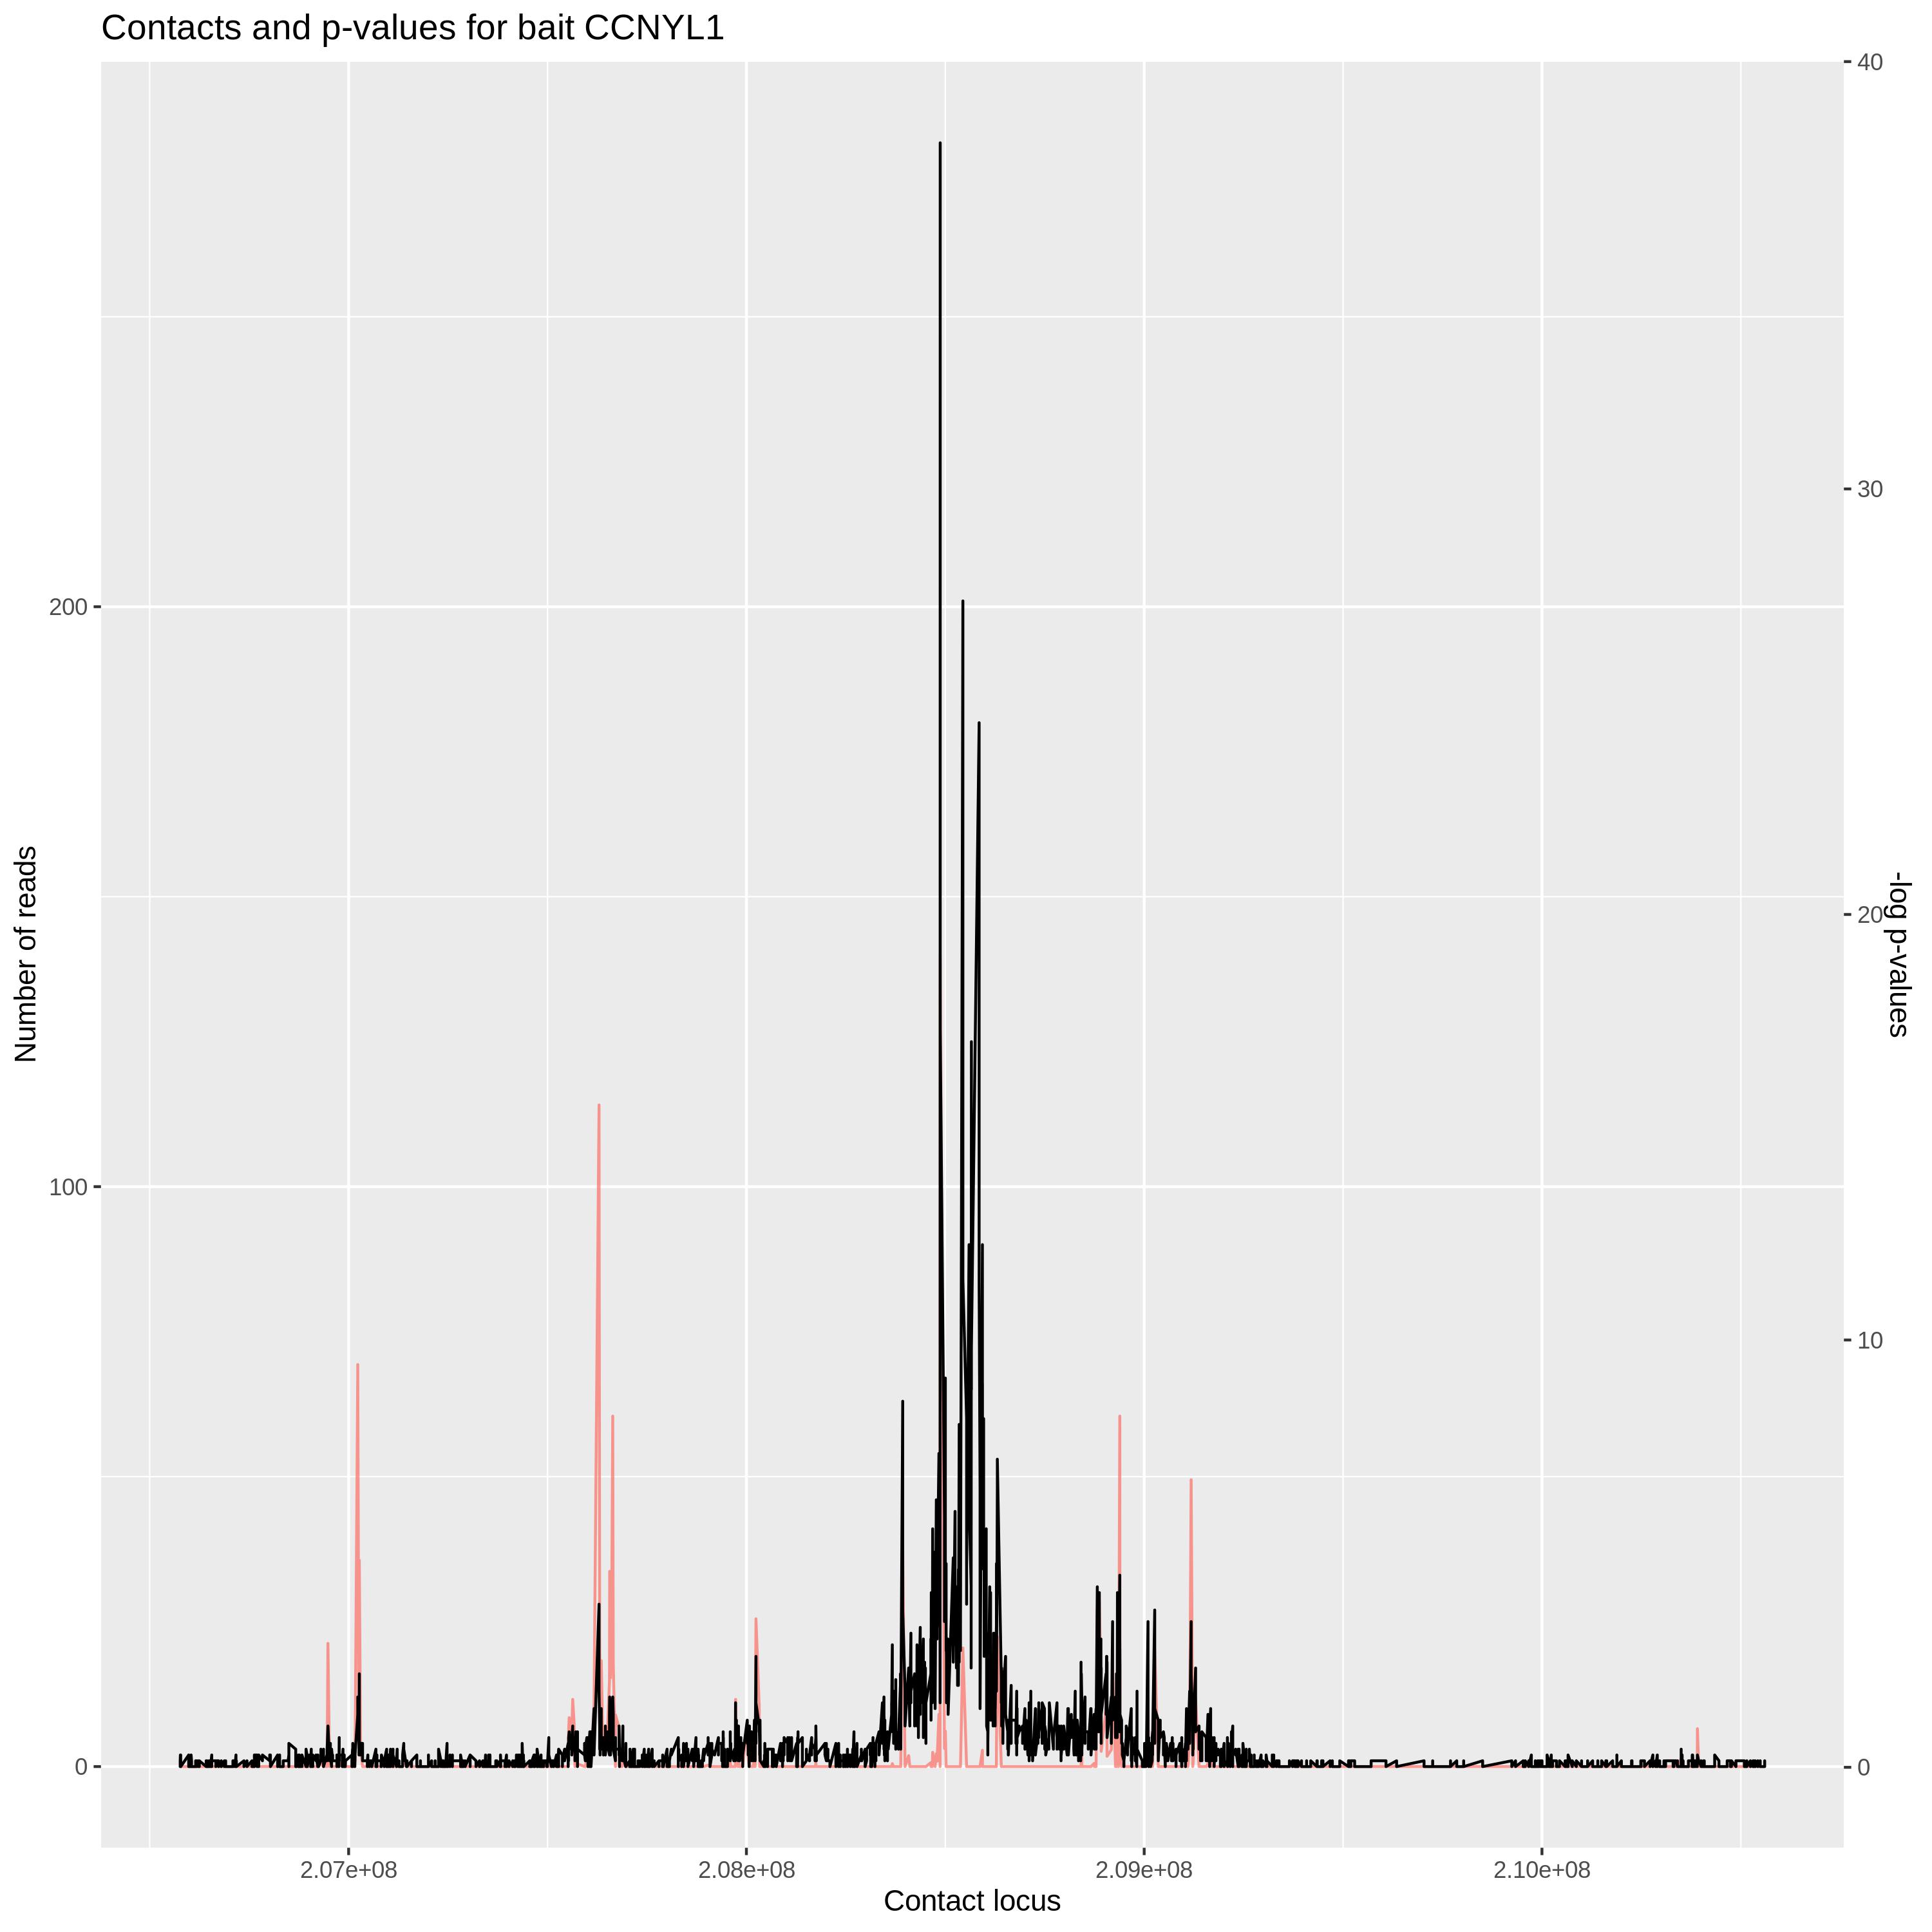 Contacts and p-values for bait CCNYL1
40
30
200
20
Number of reads
-log p-values
100
10
0
0
2.07e+08
2.08e+08
2.09e+08
2.10e+08
Contact locus